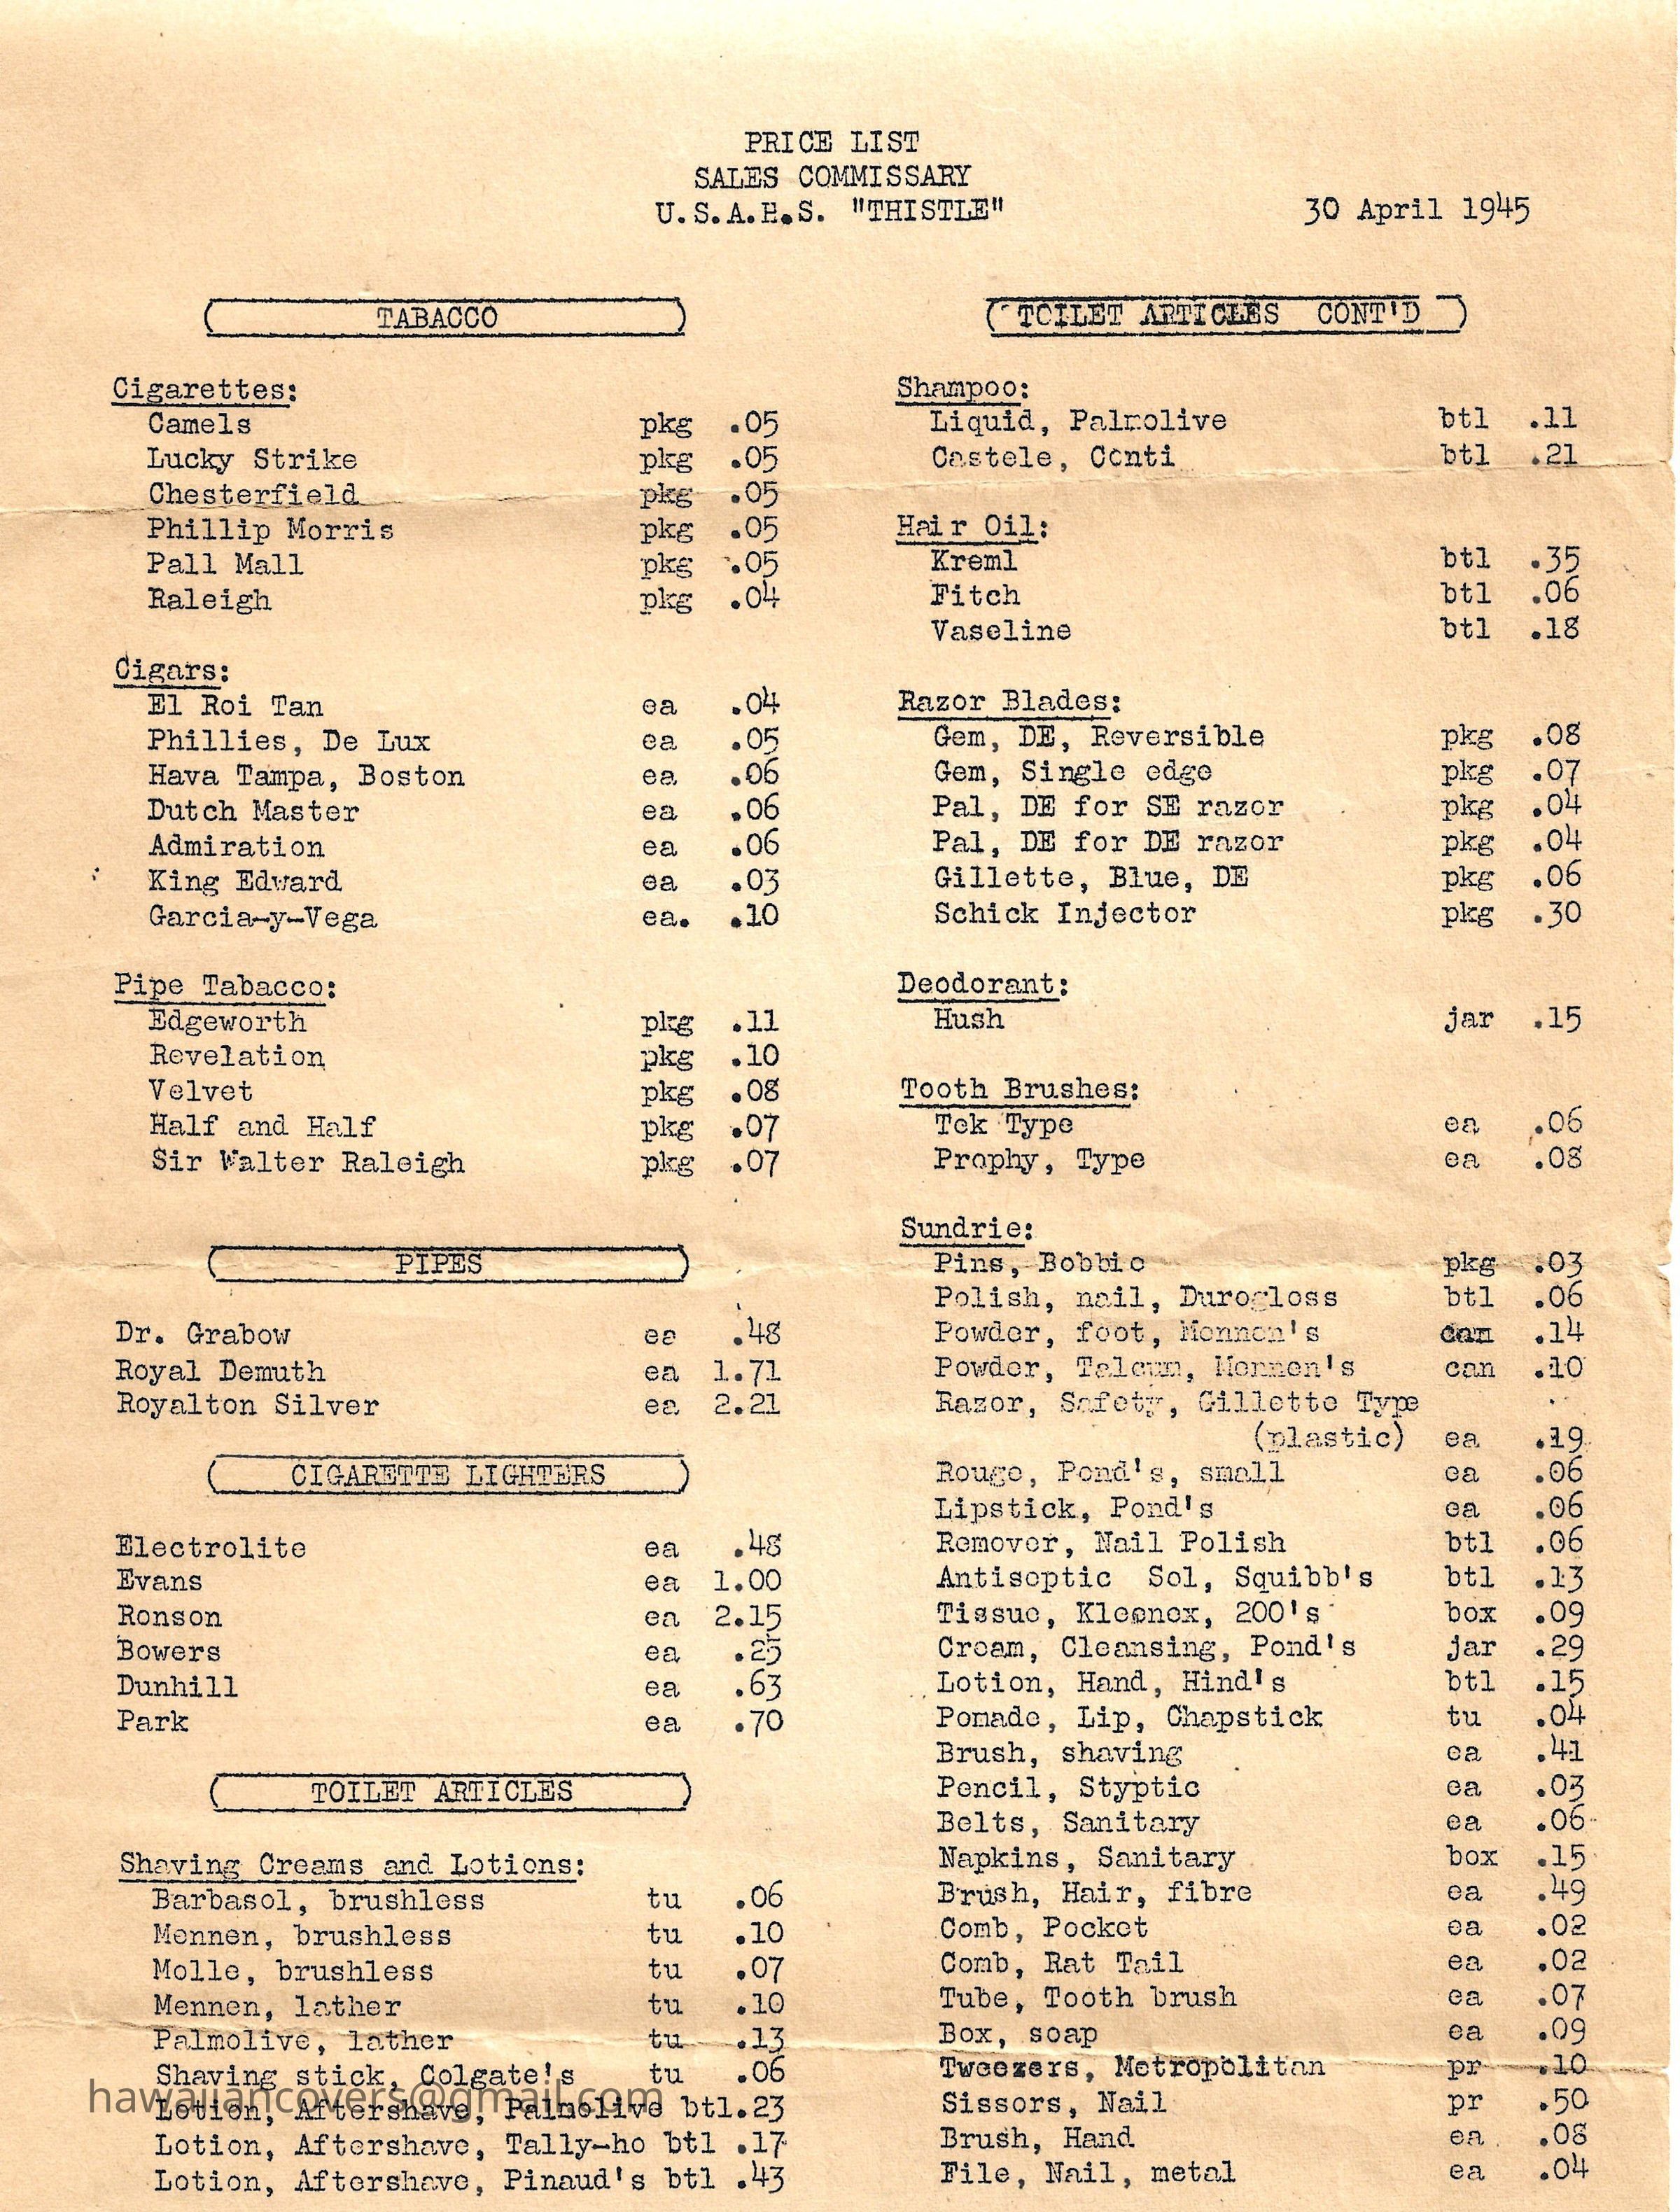 PRICE LIST
SALES COMMISSARY
U.S.A.H.S. "THISTLE"
30 April 1945
TABACCO
Cigarettes:
Camels pkg .05
Lucky Strike pkg .05
Chesterfield pkg .05
Phillip Morris pkg .05
Pall Mall pkg .05
Raleigh pkg .04
Cigars:
El Roi Tan ea .04
Phillies, De Lux ea .05
Hava Tampa, Boston ea .06
Dutch Master ea .06
Admiration ea .06
King Edward ea .03
Garcia-y-Vega ea. .10
Pipe Tabacco:
Edgeworth pkg .11
Revelation pkg .10
Velvet pkg .08
Half and Half pkg .07
Sir Walter Raleigh pkg .07
PIPES
Dr. Grabow ea .48
Royal Demuth ea 1.71
Royalton Silver ea 2.21
CIGARETTE LIGHTERS
Electrolite ea .48
Evans ea 1.00
Ronson ea 2.15
Bowers ea .25
Dunhill ea .63
Park ea .70
TOILET ARTICLES
Shaving Creams and Lotions:
Barbasol, brushless tu .06
Mennen, brushless tu .10
Molle, brushless tu .07
Mennen, lather tu .10
Palmolive, lather tu .13
Shaving stick, Colgate's tu .06
hawaiiancovers@gmail.com
Lotion, Aftershave, Palmolive btl .23
Lotion, Aftershave, Tally-ho btl .17
Lotion, Aftershave, Pinaud's btl .43
TOILET ARTICLES CONT'D
Shampoo:
Liquid, Palmolive btl .11
Castele, Conti btl .21
Hair Oil:
Kreml btl .35
Fitch btl .06
Vaseline btl .18
Razor Blades:
Gem, DE, Reversible pkg .08
Gem, Single edge pkg .07
Pal, DE for SE razor pkg .04
Pal, DE for DE razor pkg .04
Gillette, Blue, DE pkg .06
Schick Injector pkg .30
Deodorant:
Hush jar .15
Tooth Brushes:
Tek Type ea .06
Prophy, Type ea .08
Sundrie:
Pins, Bobbie pkg .03
Polish, nail, Durogloss btl .06
Powder, foot, Mennen's can .14
Powder, Talcum, Mennen's can .10
Razor, Safety, Gillette Type
(plastic) ea .19
Rouge, Pond's, small ea .06
Lipstick, Pond's ea .06
Remover, Nail Polish btl .06
Antiseptic Sol, Squibb's btl .13
Tissue, Kleenex, 200's box .09
Cream, Cleansing, Pond's jar .29
Lotion, Hand, Hind's btl .15
Pomade, Lip, Chapstick tu .04
Brush, shaving ea .41
Pencil, Styptic ea .03
Belts, Sanitary ea .06
Napkins, Sanitary box .15
Brush, Hair, fibre ea .49
Comb, Pocket ea .02
Comb, Rat Tail ea .02
Tube, Tooth brush ea .07
Box, soap ea .09
Tweezers, Metropolitan pr .10
Sissors, Nail pr .50
Brush, Hand ea .08
File, Nail, metal ea .04